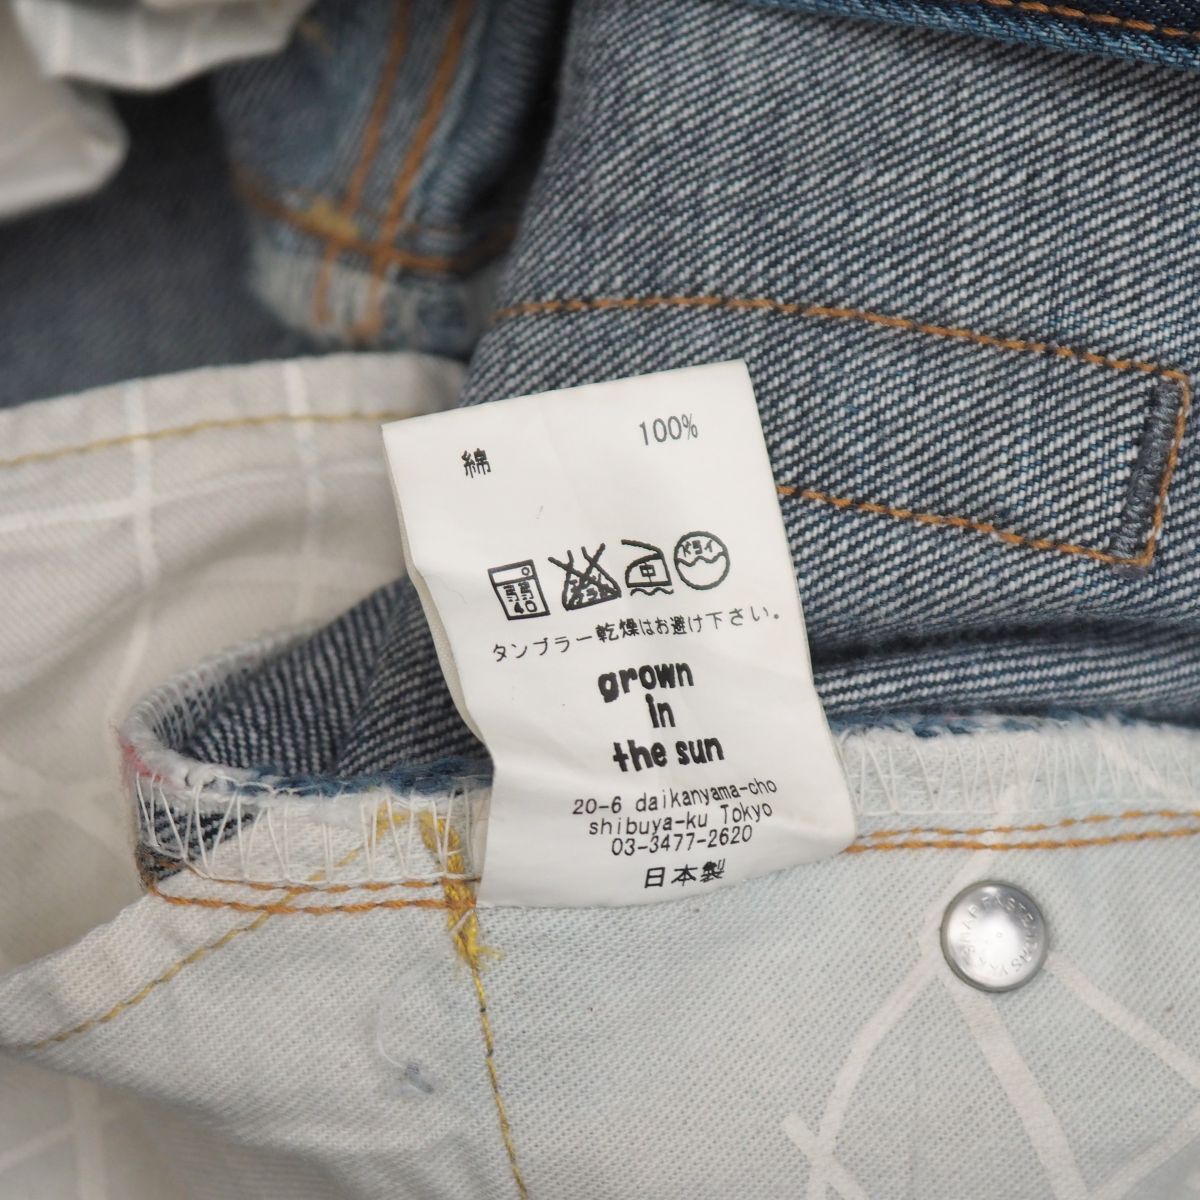 綿 100%
40
中
ドライ
タンブラー乾燥はお避け下さい。
grown
in
the sun
20-6 daikanyama-cho
shibuya-ku Tokyo
03-3477-2620
日本製